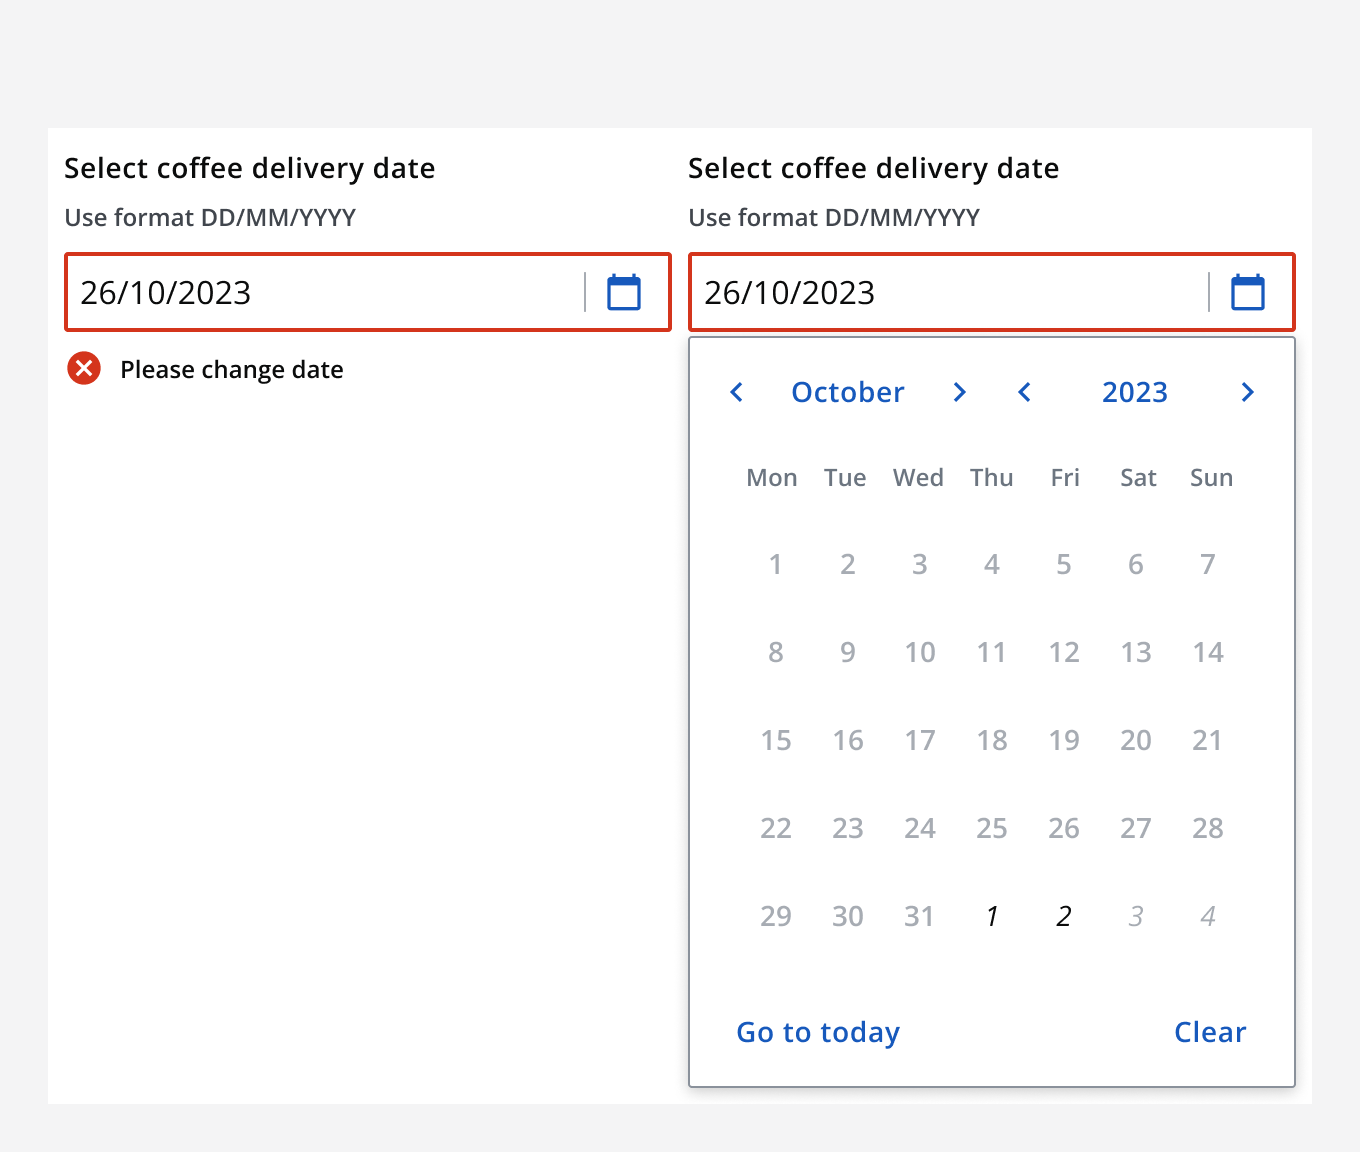 Select coffee delivery date
Use format DD/MM/YYYY
26/10/2023
Please change date
Select coffee delivery date
Use format DD/MM/YYYY
26/10/2023
October 2023
Mon Tue Wed Thu Fri Sat Sun
1 2 3 4 5 6 7
8 9 10 11 12 13 14
15 16 17 18 19 20 21
22 23 24 25 26 27 28
29 30 31 1 2 3 4
Go to today Clear